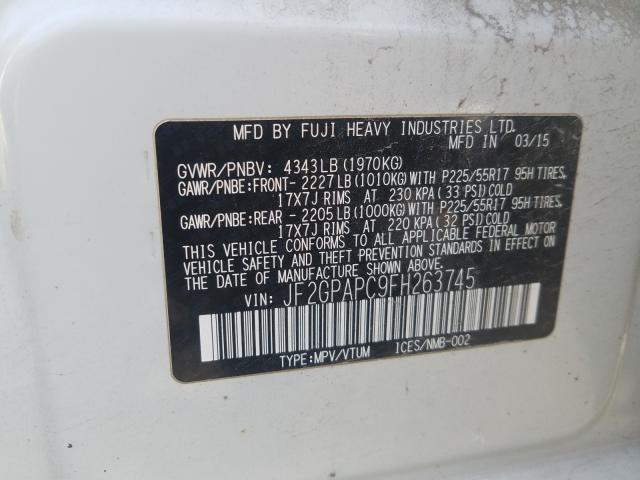 MFD BY FUJI HEAVY INDUSTRIES LTD.
MFD IN 03/15
GVWR/PNBV: 4343LB(1970KG)
GAWR/PNBE:FRONT- 2227LB(1010KG)WITH P225/55R17 95H TIRES,
17X7J RIMS AT 230 KPA(33 PSI)COLD
GAWR/PNBE:REAR - 2205LB(1000KG)WITH P225/55R17 95H TIRES,
17X7J RIMS AT 220 KPA(32 PSI)COLD
THIS VEHICLE CONFORMS TO ALL APPLICABLE FEDERAL MOTOR
VEHICLE SAFETY AND THEFT PREVENTION STANDARDS IN EFFECT ON
THE DATE OF MANUFACTURE SHOWN ABOVE.
VIN: JF2GPAPC9FH263745
TYPE:MPV/VTUM ICES/NMB-002